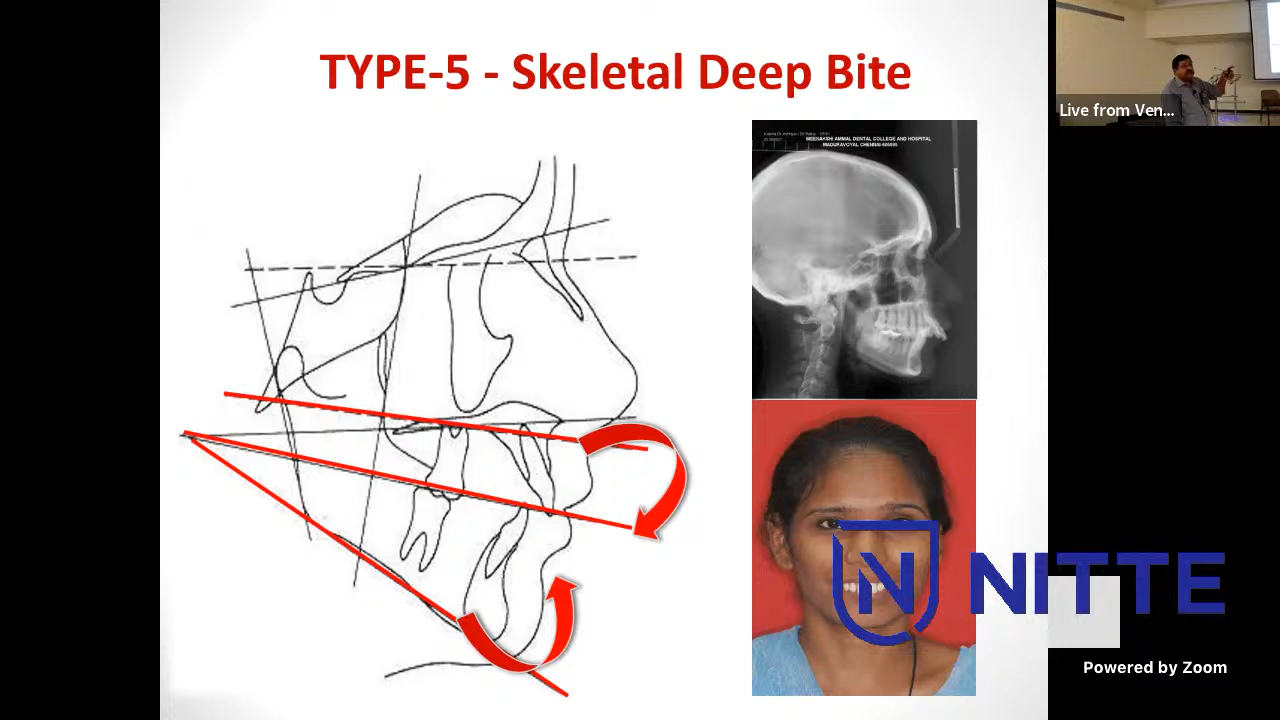 TYPE-5 - Skeletal Deep Bite
MEENAKSHI AMMAL DENTAL COLLEGE AND HOSPITAL
MADURAVOYAL CHENNAI-600095
Live from Ven...
N NITTE
Powered by Zoom